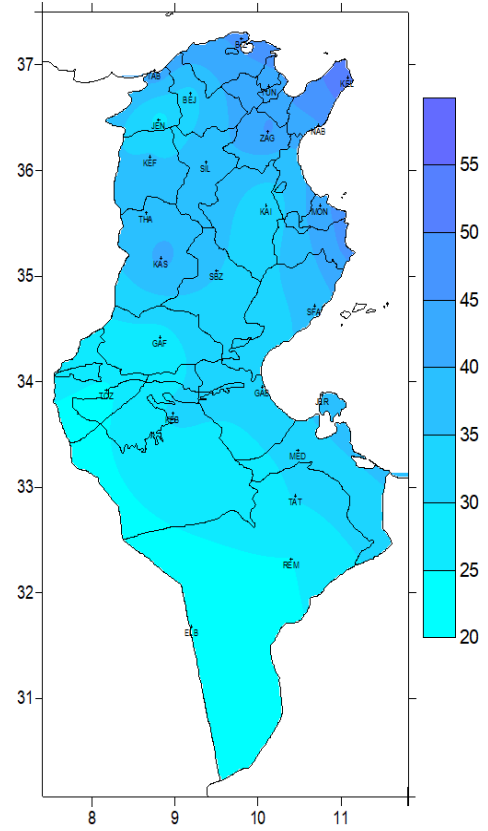 37
TAB
KEL
TUN
BEJ
JEN
NAB
ZAG
36
KEF
SIL
KAI
MON
THA
KAS
35
SBZ
SFA
GAF
34
TOZ
GAB
JER
KEB
MED
33
TAT
REM
32
ELB
31
8 9 10 11
55
50
45
40
35
30
25
20